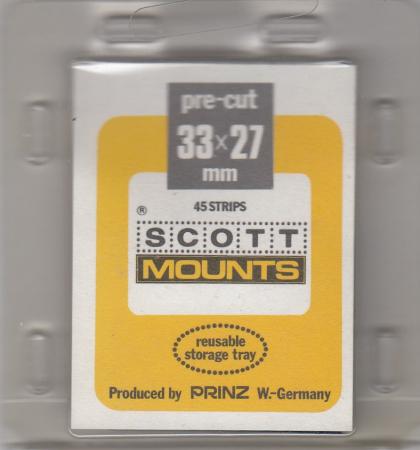 pre-cut
33x27
mm
45 STRIPS
® SCOTT
MOUNTS
reusable
storage tray
Produced by PRINZ W.-Germany